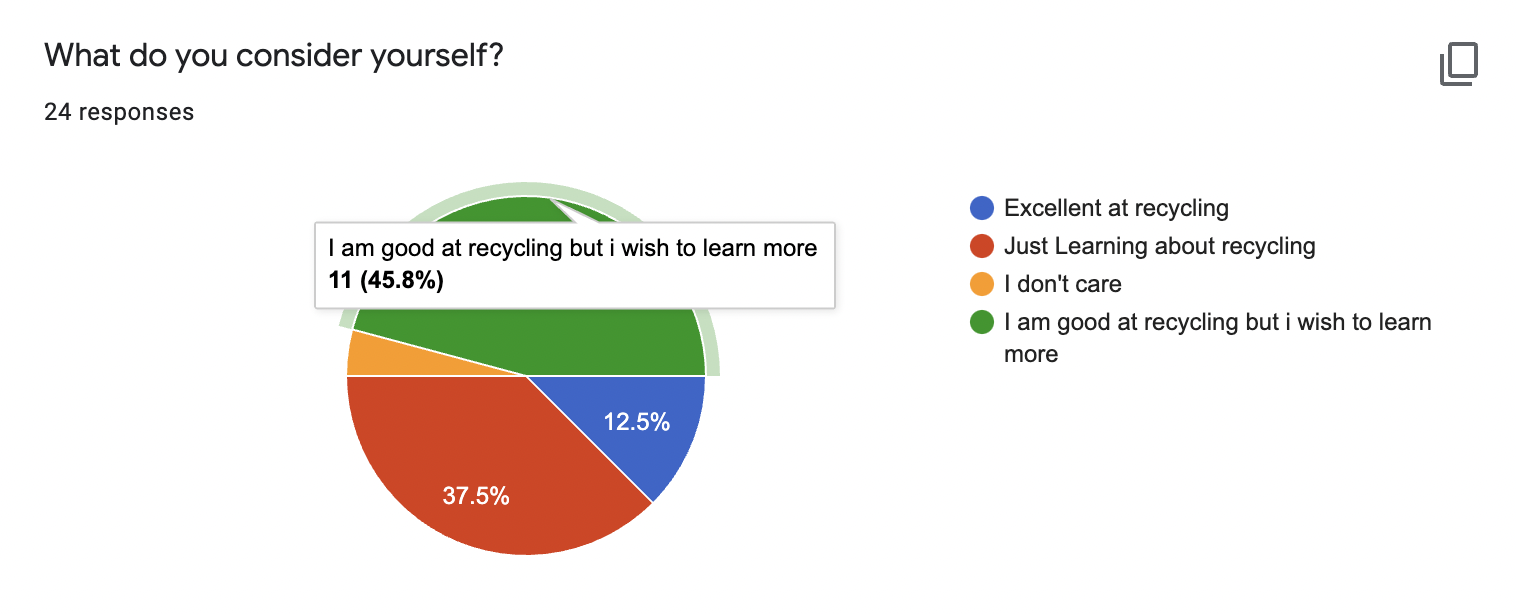 What do you consider yourself?
24 responses
I am good at recycling but i wish to learn more
11 (45.8%)
12.5%
37.5%
Excellent at recycling
Just Learning about recycling
I don't care
I am good at recycling but i wish to learn
more